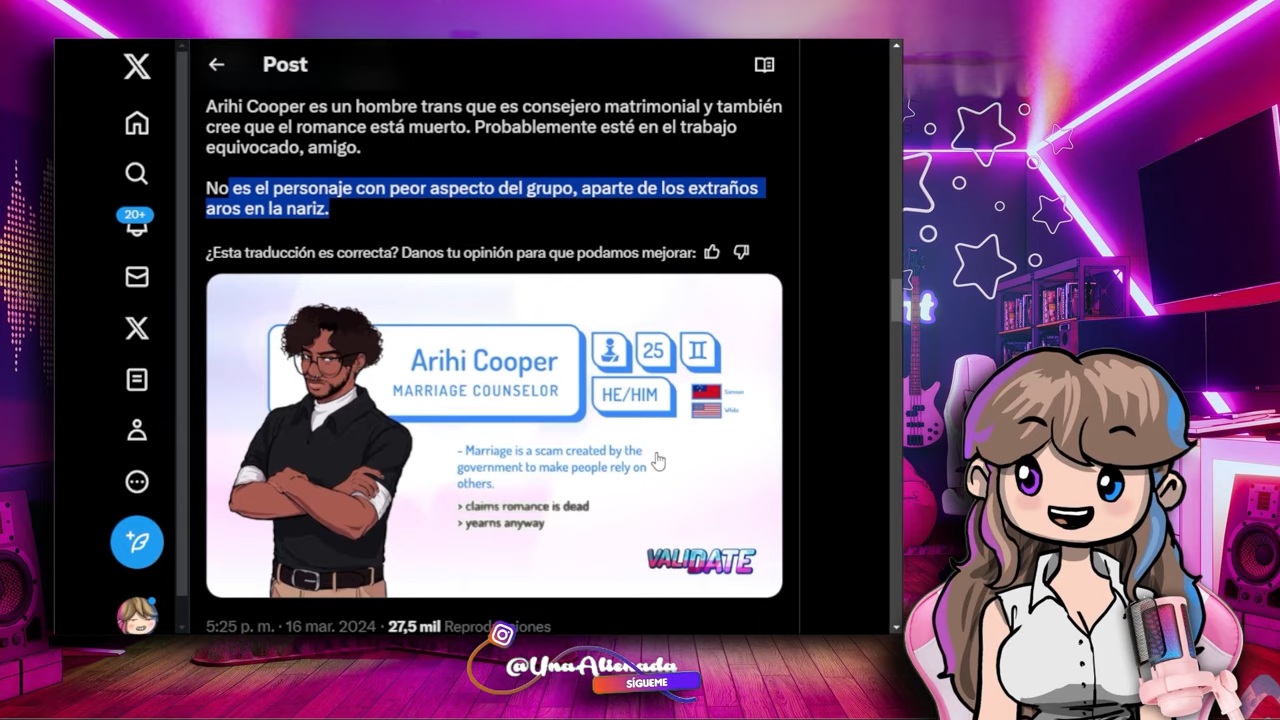 Post
Arihi Cooper es un hombre trans que es consejero matrimonial y también
cree que el romance está muerto. Probablemente esté en el trabajo
equivocado, amigo.
No es el personaje con peor aspecto del grupo, aparte de los extraños
aros en la nariz.
20+
¿Esta traducción es correcta? Danos tu opinión para que podamos mejorar:
Arihi Cooper
MARRIAGE COUNSELOR
25
HE/HIM
Samoan
White
- Marriage is a scam created by the
government to make people rely on
others.
> claims romance is dead
> yearns anyway
VALIDATE
5:25 p. m. · 16 mar. 2024 · 27,5 mil Reproducciones
@UnaAlienada
SÍGUEME